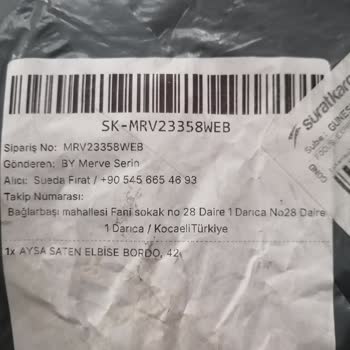 SK-MRV23358WEB
Sipariş No: MRV23358WEB
Gönderen: BY Merve Serin
Alıcı: Sueda Fırat / +90 545 665 46 93
Takip Numarası:
Bağlarbaşı mahallesi Fani sokak no 28 Daire 1 Darıca No28 Daire
1 Darıca / KocaeliTürkiye
1x AYSA SATEN ELBİSE BORDO, 42